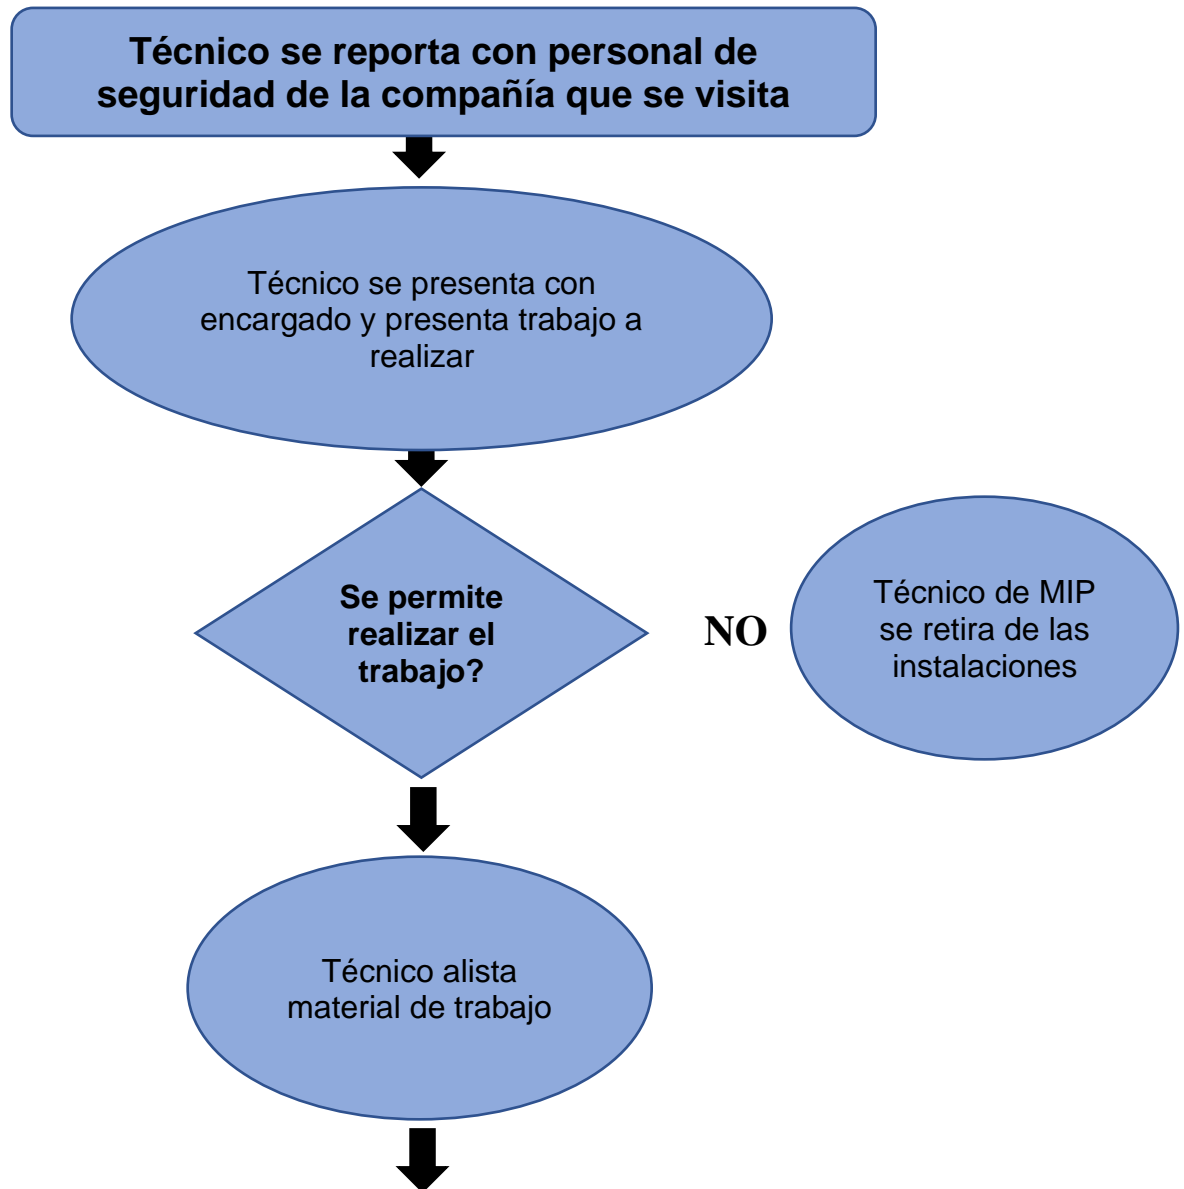 Técnico se reporta con personal de
seguridad de la compañía que se visita
Técnico se presenta con
encargado y presenta trabajo a
realizar
Se permite
realizar el
trabajo?
NO
Técnico de MIP
se retira de las
instalaciones
Técnico alista
material de trabajo